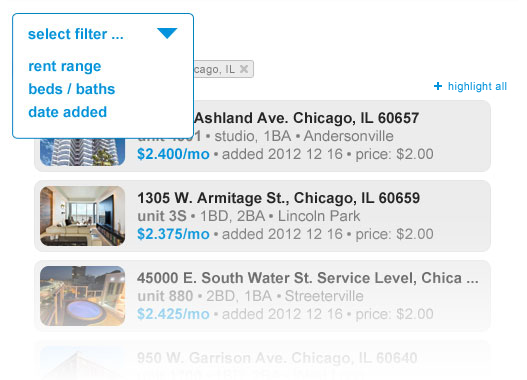 select filter ...
rent range
beds / baths
date added
cago, IL
highlight all
Ashland Ave. Chicago, IL 60657
• studio, 1BA • Andersonville
$2.400/mo • added 2012 12 16 • price: $2.00
1305 W. Armitage St., Chicago, IL 60659
unit 3S • 1BD, 2BA • Lincoln Park
$2.375/mo • added 2012 12 16 • price: $2.00
45000 E. South Water St. Service Level, Chica ...
unit 880 • 2BD, 1BA • Streeterville
$2.425/mo • added 2012 12 16 • price: $2.00
950 W. Garrison Ave. Chicago, IL 60640